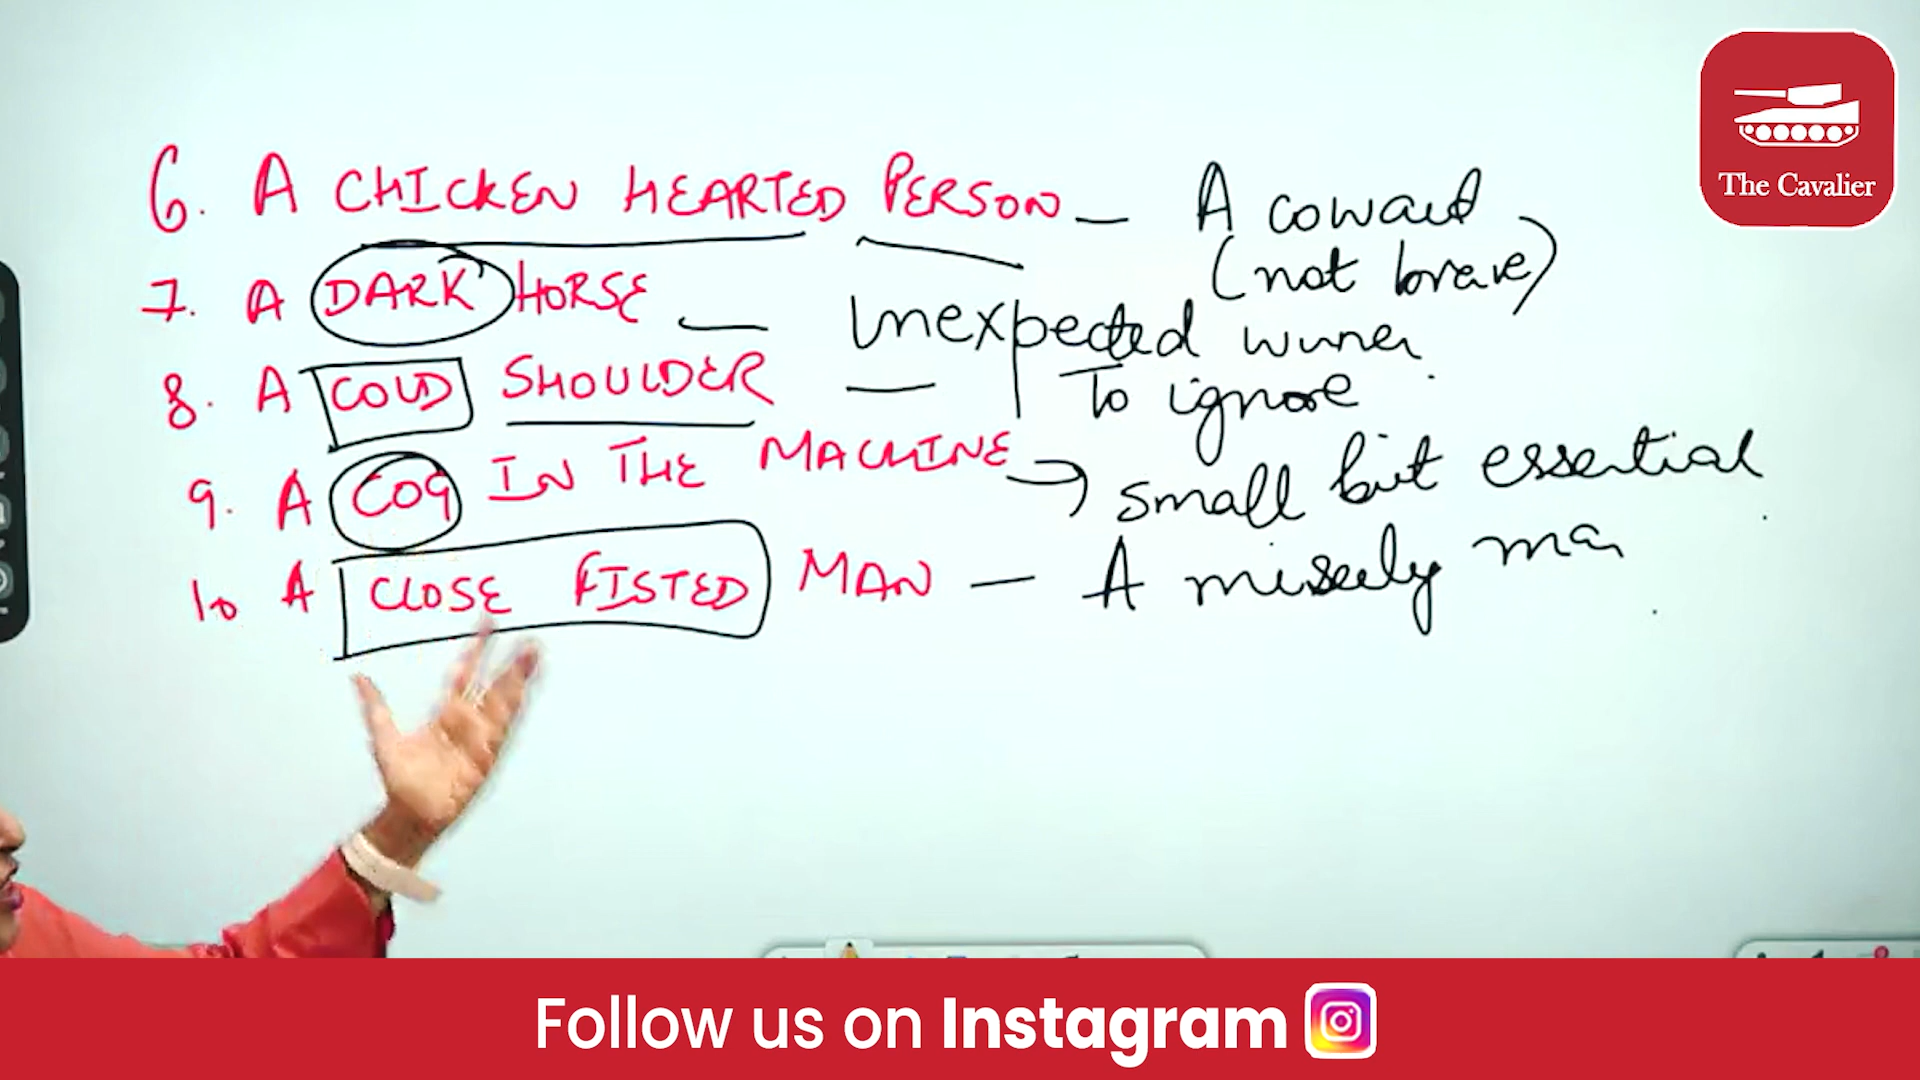 The Cavalier
6. A CHICKEN HEARTED PERSON - A coward
(not brave)
7. A DARK HORSE - Unexpected winner
8. A COLD SHOULDER - To ignore
9. A COG IN THE MACHINE → small but essential
10 A CLOSE FISTED MAN - A miserly man
Follow us on Instagram